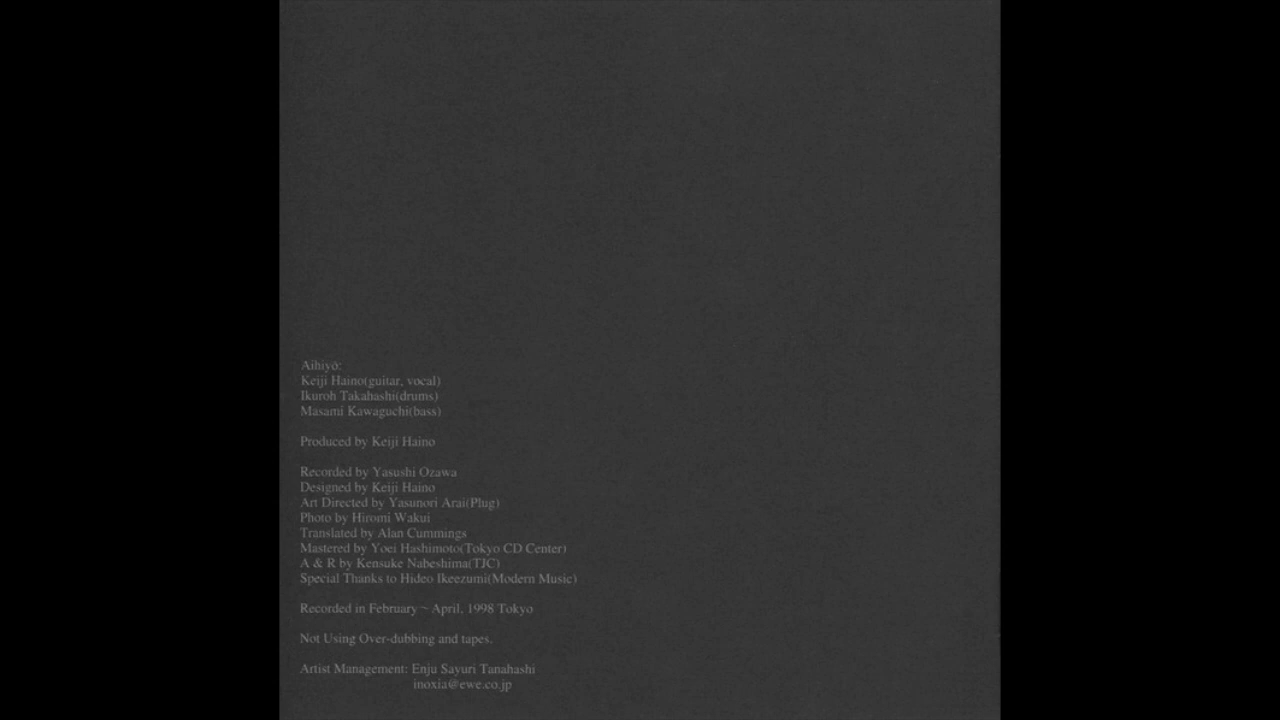 Aihiyō:
Keiji Haino(guitar, vocal)
Ikuroh Takahashi(drums)
Masami Kawaguchi(bass)
Produced by Keiji Haino
Recorded by Yasushi Ozawa
Designed by Keiji Haino
Art Directed by Yasunori Arai(Plug)
Photo by Hiromi Wakui
Translated by Alan Cummings
Mastered by Yoei Hashimoto(Tokyo CD Center)
A & R by Kensuke Nabeshima(TJC)
Special Thanks to Hideo Ikeezumi(Modern Music)
Recorded in February ~ April, 1998 Tokyo
Not Using Over-dubbing and tapes.
Artist Management: Enju Sayuri Tanahashi
inoxia@ewe.co.jp